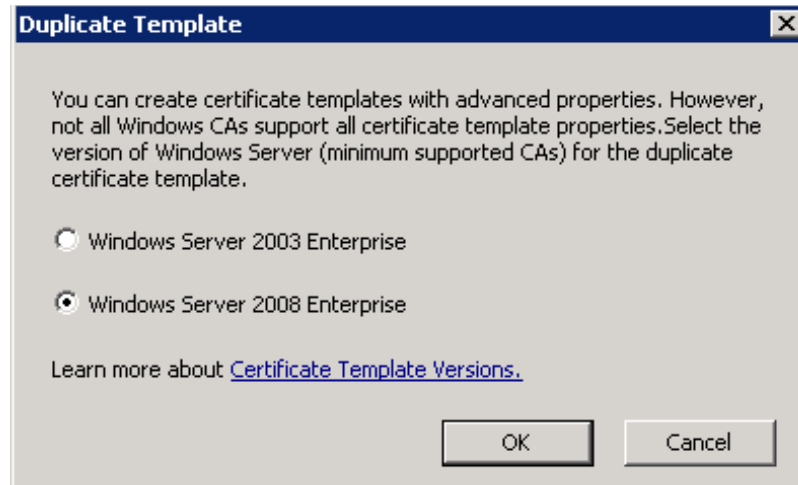 Duplicate Template
You can create certificate templates with advanced properties. However,
not all Windows CAs support all certificate template properties.Select the
version of Windows Server (minimum supported CAs) for the duplicate
certificate template.
Windows Server 2003 Enterprise
Windows Server 2008 Enterprise
Learn more about Certificate Template Versions.
OK Cancel